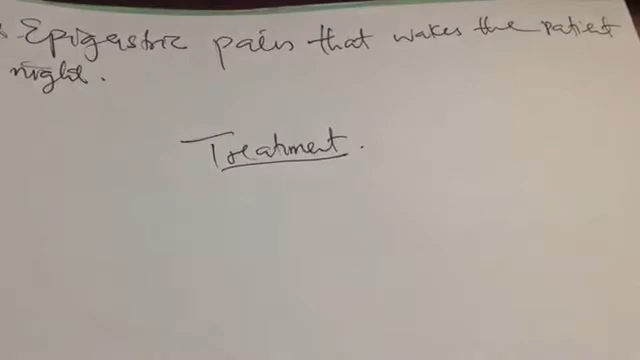 Epigastric pain that wakes the patient
night.
Treatment.